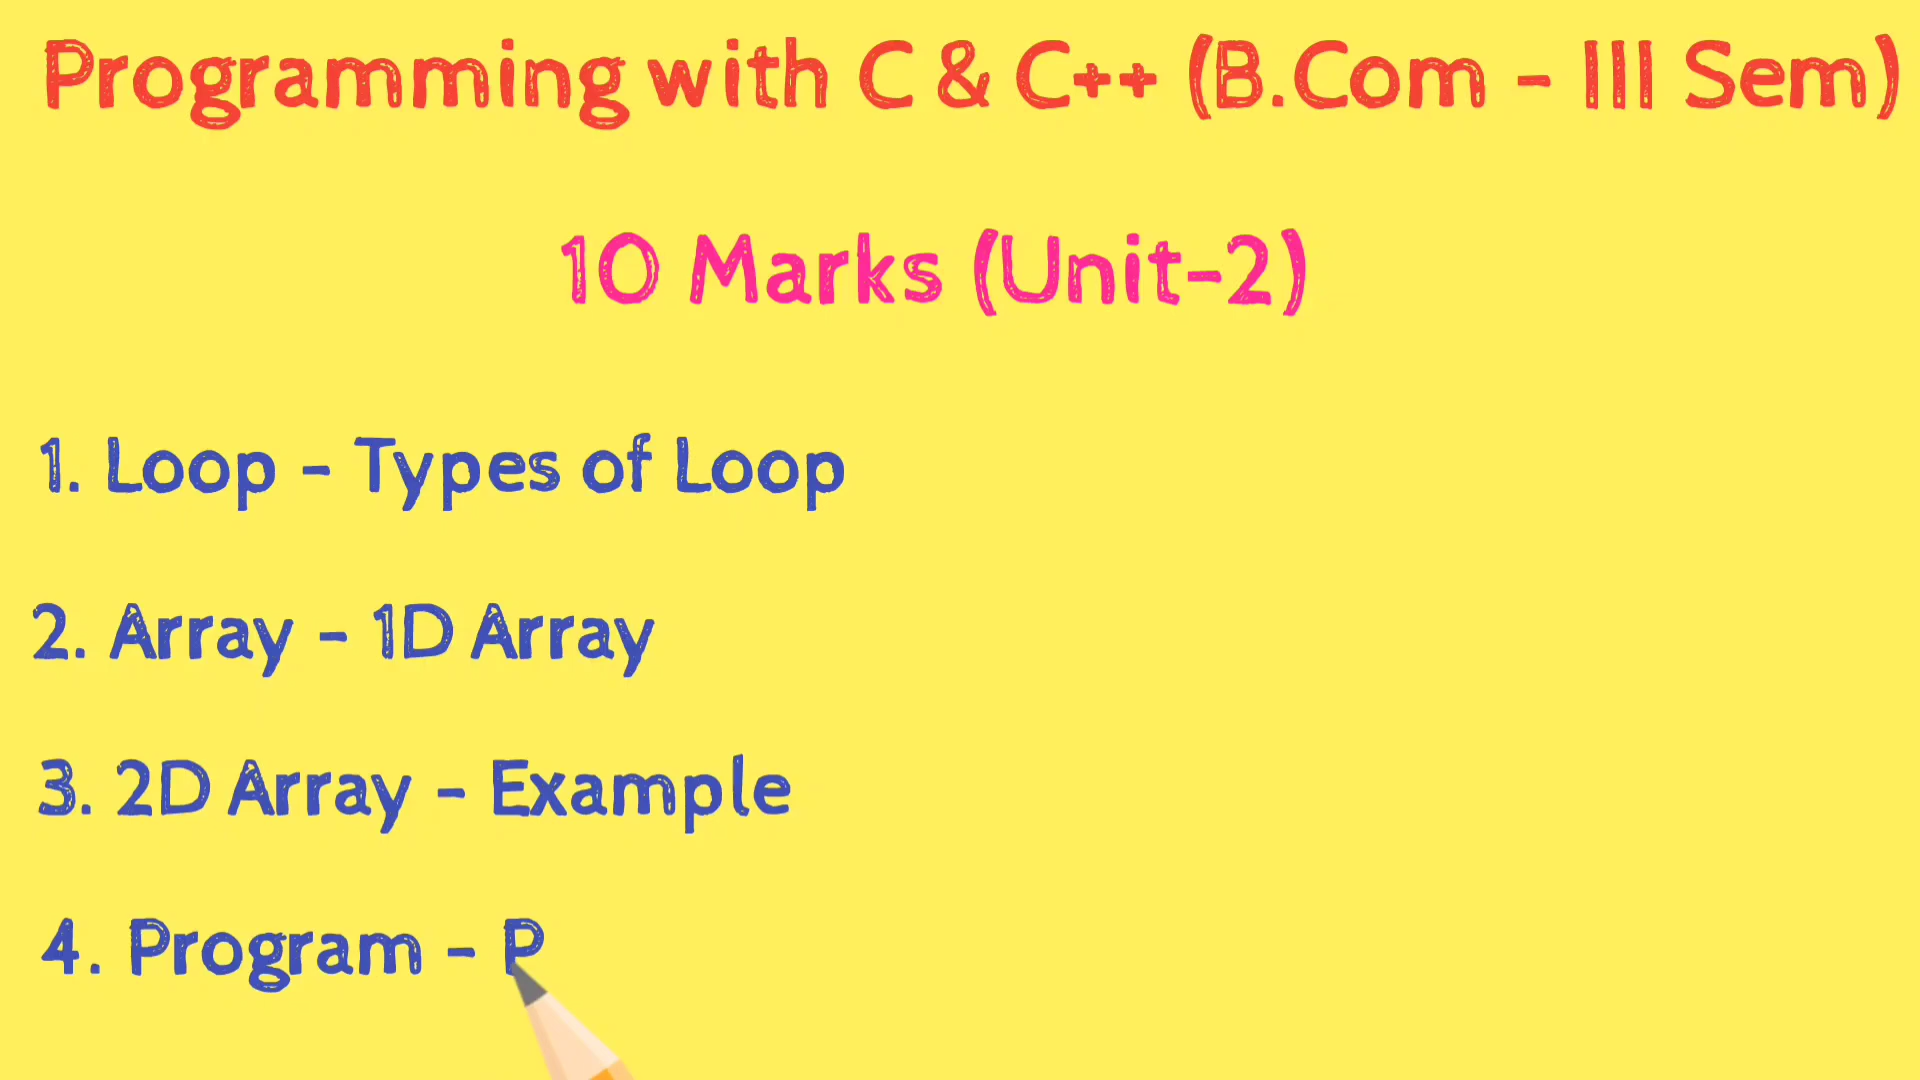 Programming with C & C++ (B.Com - III Sem)
10 Marks (Unit-2)
1. Loop - Types of Loop
2. Array - 1D Array
3. 2D Array - Example
4. Program - P